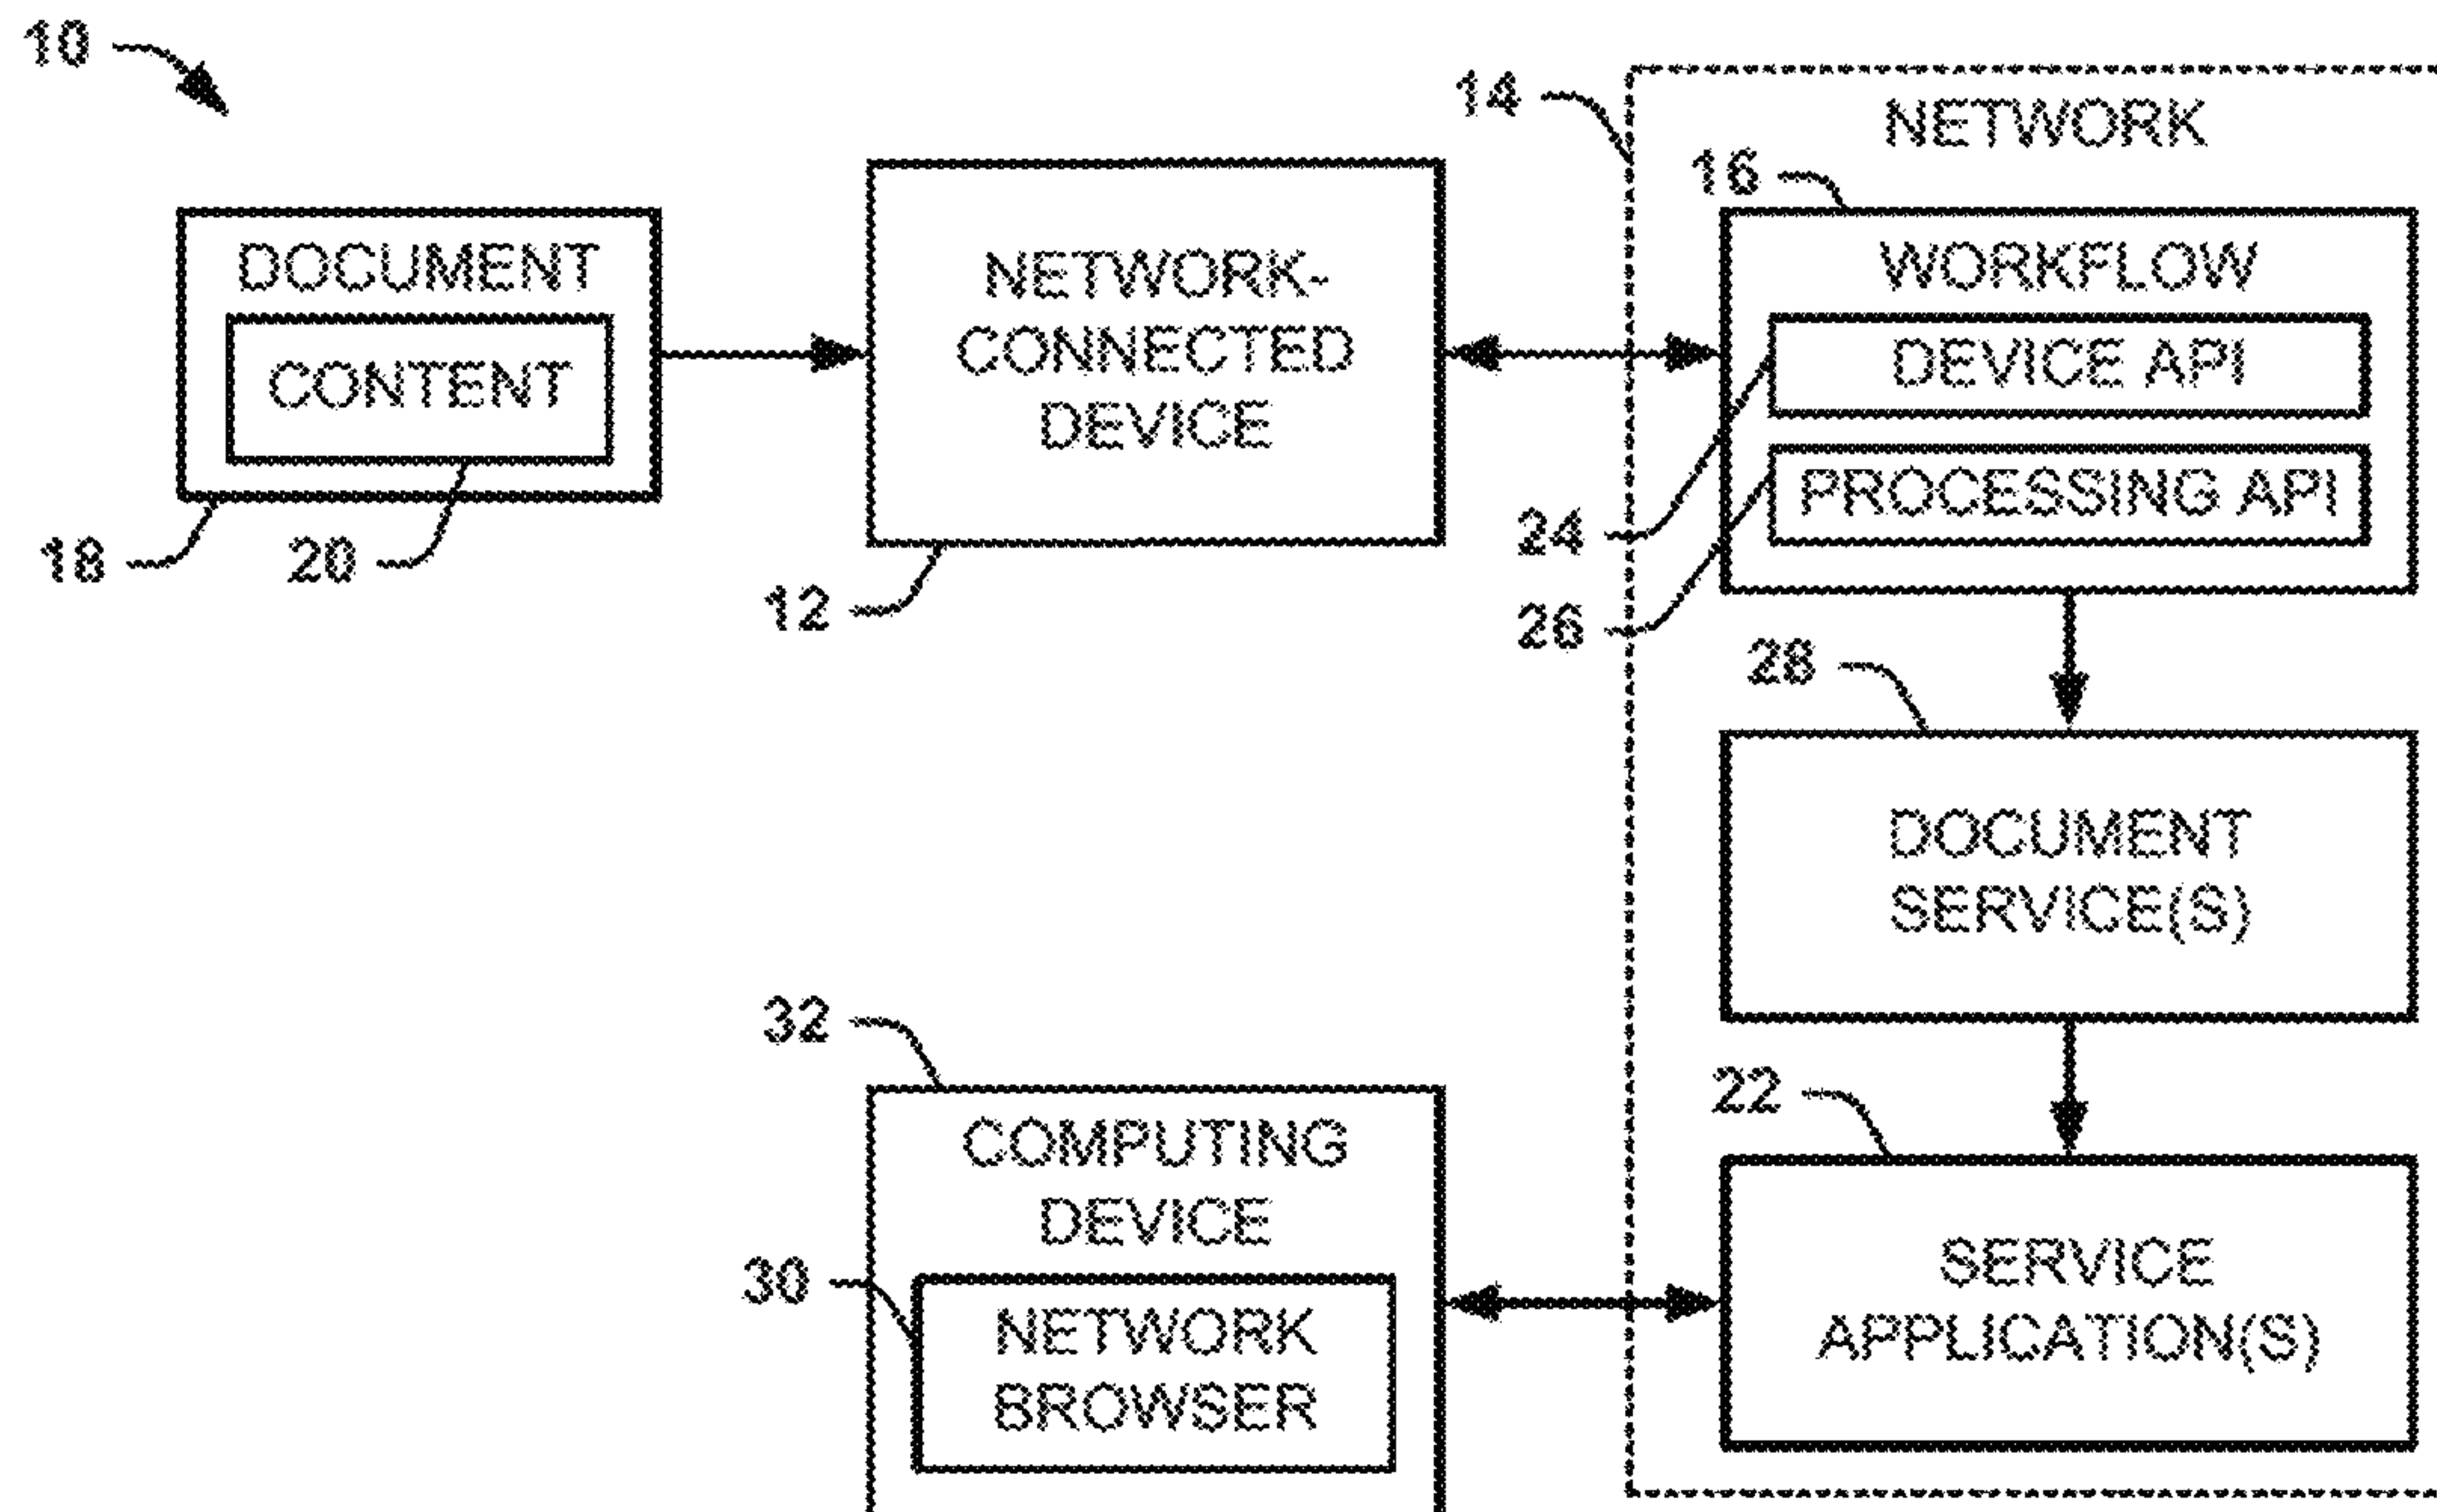 10
14
NETWORK
16
DOCUMENT
CONTENT
18
20
NETWORK-
CONNECTED
DEVICE
12
WORKFLOW
DEVICE API
PROCESSING API
24
26
28
DOCUMENT
SERVICE(S)
32
COMPUTING
DEVICE
30
NETWORK
BROWSER
22
SERVICE
APPLICATION(S)